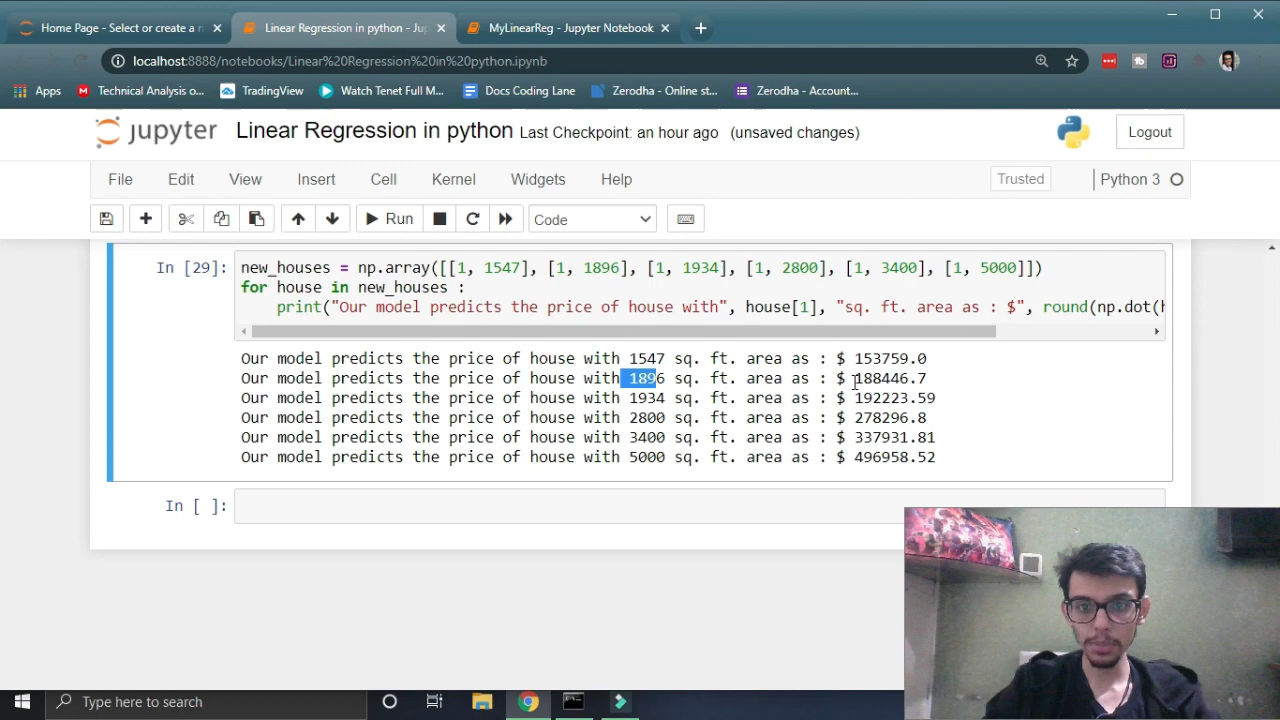 Home Page - Select or create a n
Linear Regression in python - Jup
MyLinearReg - Jupyter Notebook
localhost:8888/notebooks/Linear%20Regression%20in%20python.ipynb
Apps
Technical Analysis o...
TradingView
Watch Tenet Full M...
Docs Coding Lane
Zerodha - Online st...
Zerodha - Account...
jupyter Linear Regression in python Last Checkpoint: an hour ago (unsaved changes)
Logout
File Edit View Insert Cell Kernel Widgets Help
Trusted
Python 3
Run
Code
In [29]: new_houses = np.array([[1, 1547], [1, 1896], [1, 1934], [1, 2800], [1, 3400], [1, 5000]])
for house in new_houses :
print("Our model predicts the price of house with", house[1], "sq. ft. area as : $", round(np.dot(h
Our model predicts the price of house with 1547 sq. ft. area as : $ 153759.0
Our model predicts the price of house with 1896 sq. ft. area as : $ 188446.7
Our model predicts the price of house with 1934 sq. ft. area as : $ 192223.59
Our model predicts the price of house with 2800 sq. ft. area as : $ 278296.8
Our model predicts the price of house with 3400 sq. ft. area as : $ 337931.81
Our model predicts the price of house with 5000 sq. ft. area as : $ 496958.52
In [ ]:
Type here to search